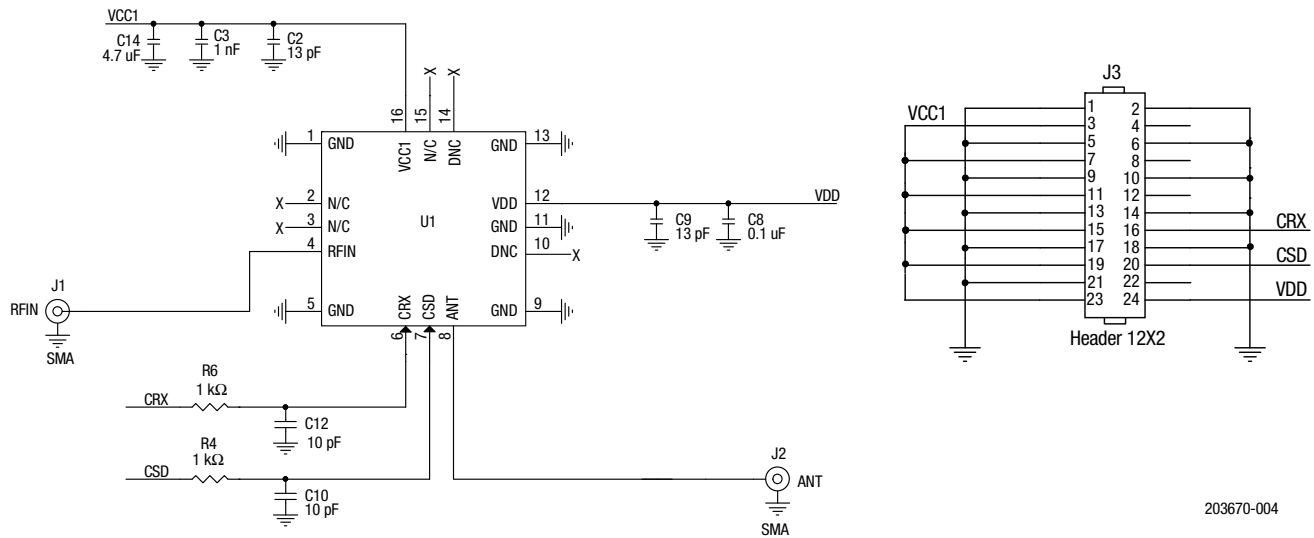 VCC1
C14
4.7 uF
C3
1 nF
C2
13 pF
X
X
16
15
14
1
GND
VCC1
N/C
DNC
GND
13
X
2
N/C
X
3
N/C
4
RFIN
U1
VDD
12
VDD
GND
11
DNC
10
X
C9
13 pF
C8
0.1 uF
J1
RFIN
SMA
5
GND
CRX
CSD
ANT
GND
9
6
7
8
R6
1 kΩ
CRX
C12
10 pF
R4
1 kΩ
CSD
C10
10 pF
J2
ANT
SMA
J3
VCC1
1
2
3
4
5
6
7
8
9
10
11
12
13
14
15
16
CRX
17
18
19
20
CSD
21
22
23
24
VDD
Header 12X2
203670-004